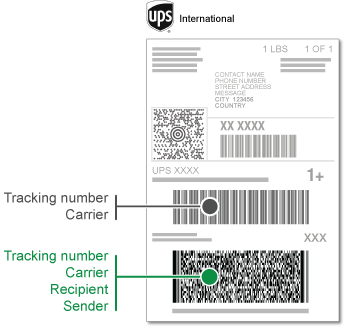 ups
International
1 LBS 1 OF 1
CONTACT NAME
PHONE NUMBER
STREET ADDRESS
MESSAGE
CITY 123456
COUNTRY
XX XXXX
UPS XXXX
1+
Tracking number
Carrier
XXX
Tracking number
Carrier
Recipient
Sender